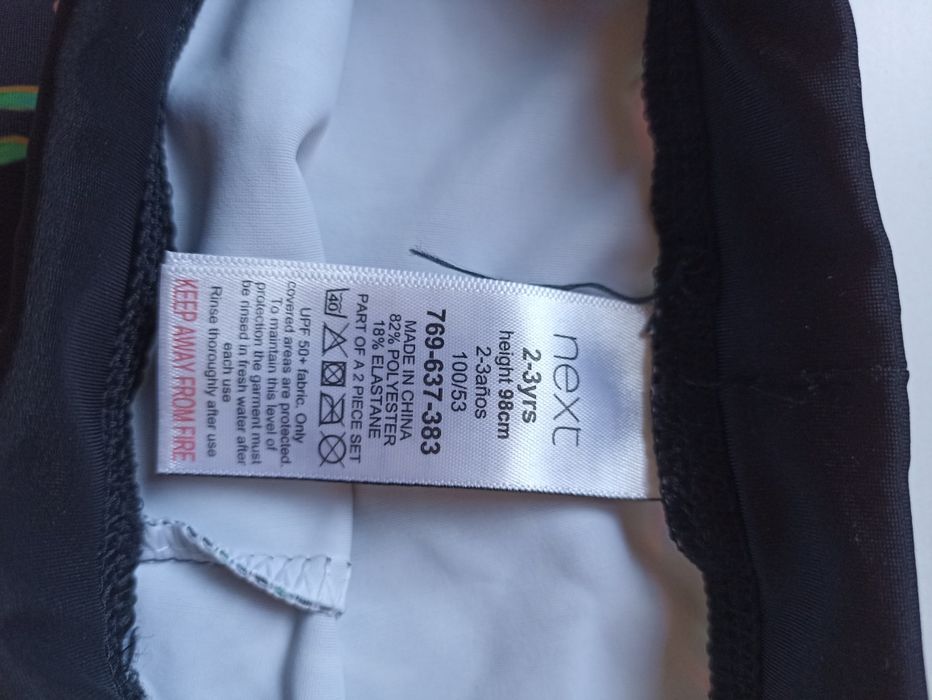 next
2-3yrs
height 98cm
2-3años
100/53
769-637-383
MADE IN CHINA
82% POLYESTER
18% ELASTANE
PART OF A 2 PIECE SET
40
UPF 50+ fabric. Only
covered areas are protected.
To maintain this level of
protection the garment must
be rinsed in fresh water after
each use
Rinse thoroughly after use
KEEP AWAY FROM FIRE